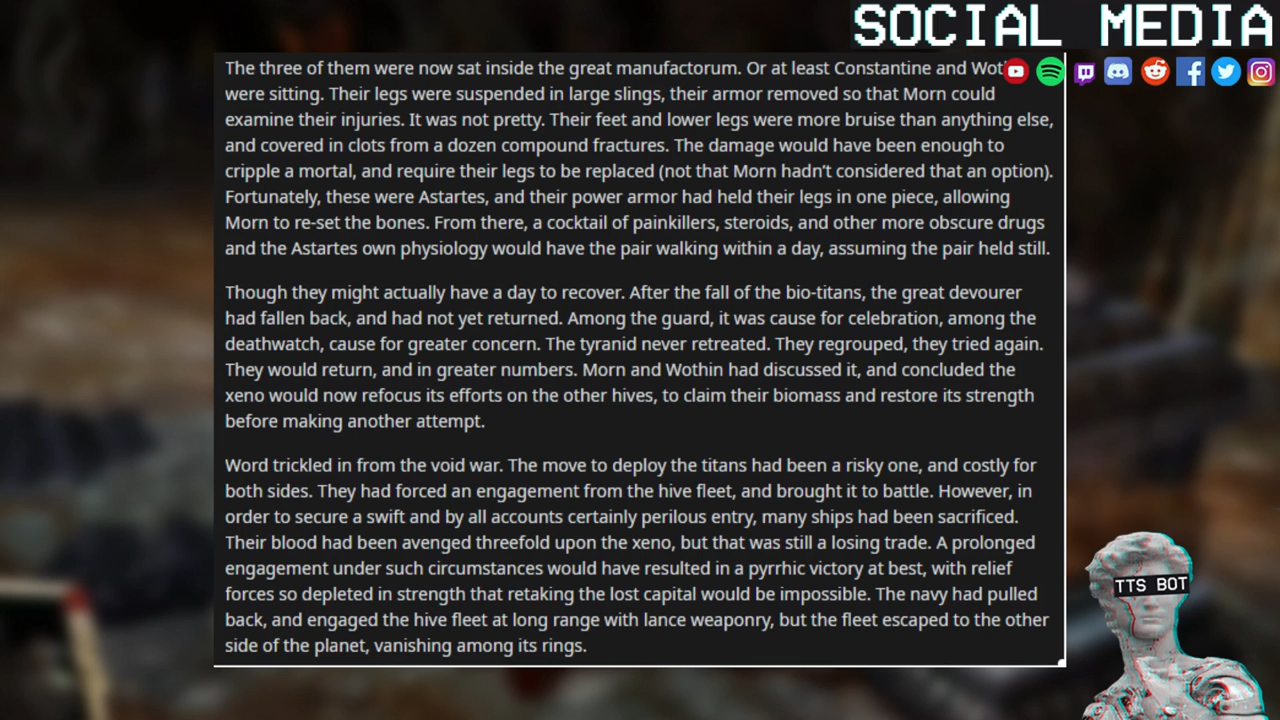 SOCIAL MEDIA
The three of them were now sat inside the great manufactorum. Or at least Constantine and
were sitting. Their legs were suspended in large slings, their armor removed so that Morn could
examine their injuries. It was not pretty. Their feet and lower legs were more bruise than anything else,
and covered in clots from a dozen compound fractures. The damage would have been enough to
cripple a mortal, and require their legs to be replaced (not that Morn hadn’t considered that an option).
Fortunately, these were Astartes, and their power armor had held their legs in one piece, allowing
Morn to re-set the bones. From there, a cocktail of painkillers, steroids, and other more obscure drugs
and the Astartes own physiology would have the pair walking within a day, assuming the pair held still.
Though they might actually have a day to recover. After the fall of the bio-titans, the great devourer
had fallen back, and had not yet returned. Among the guard, it was cause for celebration, among the
deathwatch, cause for greater concern. The tyranid never retreated. They regrouped, they tried again.
They would return, and in greater numbers. Morn and Wothin had discussed it, and concluded the
xeno would now refocus its efforts on the other hives, to claim their biomass and restore its strength
before making another attempt.
Word trickled in from the void war. The move to deploy the titans had been a risky one, and costly for
both sides. They had forced an engagement from the hive fleet, and brought it to battle. However, in
order to secure a swift and by all accounts certainly perilous entry, many ships had been sacrificed.
Their blood had been avenged threefold upon the xeno, but that was still a losing trade. A prolonged
engagement under such circumstances would have resulted in a pyrrhic victory at best, with relief
forces so depleted in strength that retaking the lost capital would be impossible. The navy had pulled
back, and engaged the hive fleet at long range with lance weaponry, but the fleet escaped to the other
side of the planet, vanishing among its rings.
TTS BOT